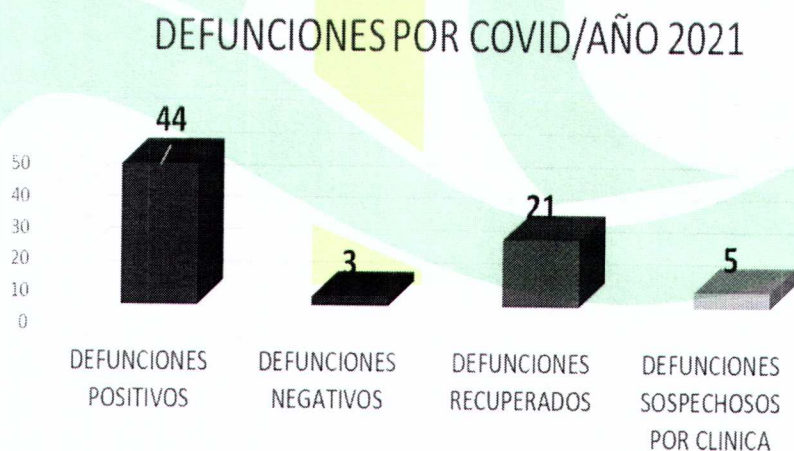 DEFUNCIONES POR COVID/AÑO 2021
44
3
21
5
50
40
30
20
10
0
DEFUNCIONES
POSITIVOS
DEFUNCIONES
NEGATIVOS
DEFUNCIONES
RECUPERADOS
DEFUNCIONES
SOSPECHOSOS
POR CLINICA